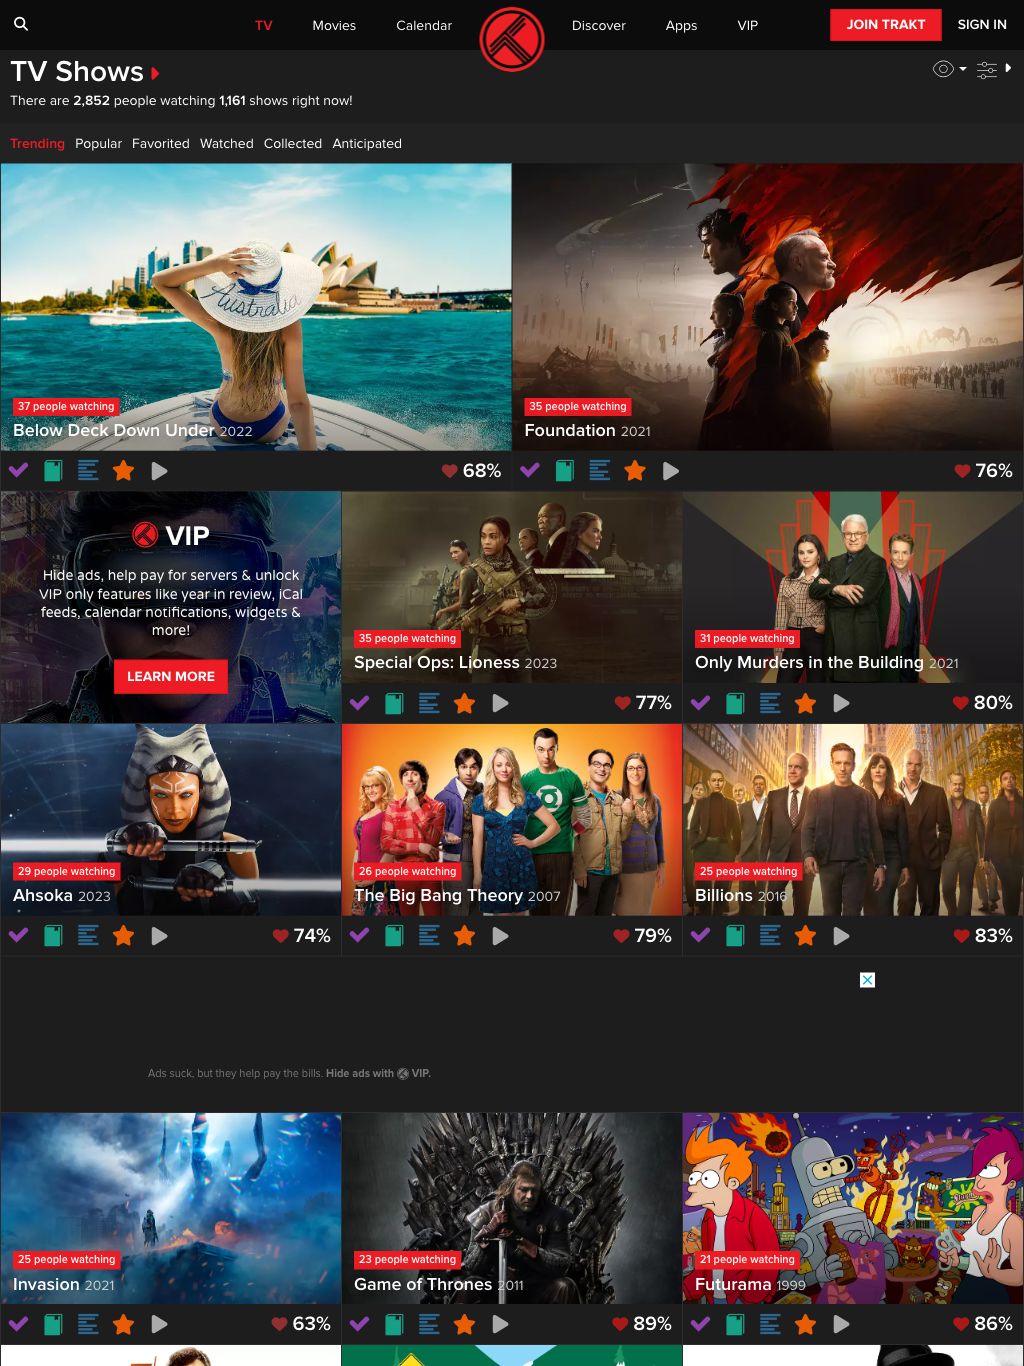 TV
Movies
Calendar
Discover
Apps
VIP
JOIN TRAKT
SIGN IN
TV Shows
There are 2,852 people watching 1,161 shows right now!
Trending Popular Favorited Watched Collected Anticipated
Australia
37 people watching
Below Deck Down Under 2022
68%
35 people watching
Foundation 2021
76%
VIP
Hide ads, help pay for servers & unlock
VIP only features like year in review, iCal
feeds, calendar notifications, widgets &
more!
LEARN MORE
35 people watching
Special Ops: Lioness 2023
77%
31 people watching
Only Murders in the Building 2021
80%
29 people watching
Ahsoka 2023
74%
26 people watching
The Big Bang Theory 2007
79%
25 people watching
Billions 2016
83%
Ads suck, but they help pay the bills. Hide ads with VIP.
25 people watching
Invasion 2021
63%
23 people watching
Game of Thrones 2011
89%
21 people watching
Futurama 1999
86%